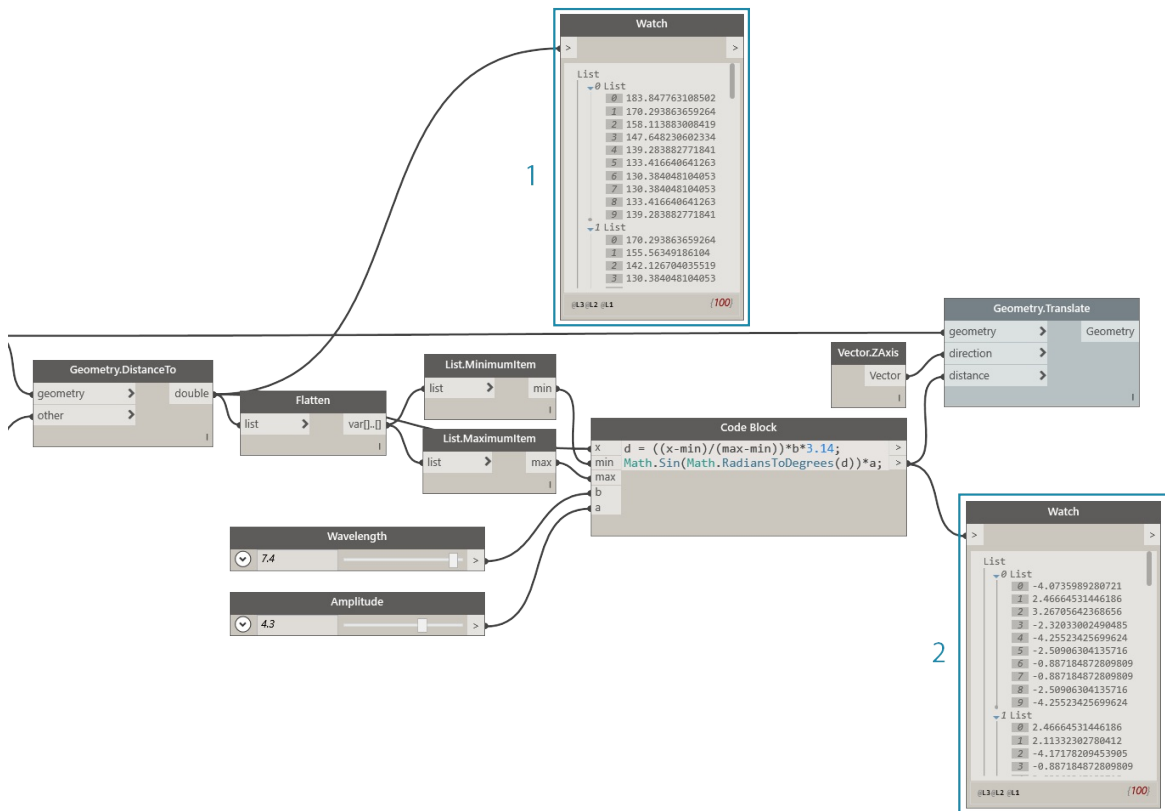 Watch
> >
List
0 List
0 183.847763108502
1 170.293863659264
2 158.113883008419
3 147.648230602334
4 139.283882771841
5 133.416640641263
6 130.384048104053
7 130.384048104053
8 133.416640641263
9 139.283882771841
1 List
0 170.293863659264
1 155.56349186104
2 142.126704035519
3 130.384048104053
@L3 @L2 @L1 {100}
1
Geometry.Translate
geometry > Geometry
direction >
distance >
Vector.ZAxis
Vector
Geometry.DistanceTo
geometry > double
other >
Flatten
list > var[]..[]
List.MinimumItem
list > min
List.MaximumItem
list > max
Code Block
x d = ((x-min)/(max-min))*b*3.14; >
min Math.Sin(Math.RadiansToDegrees(d))*a; >
max
b
a
Wavelength
7.4 >
Amplitude
4.3 >
2
Watch
> >
List
0 List
0 -4.0735989280721
1 2.46664531446186
2 3.26705642368656
3 -2.32033002490485
4 -4.25523425699624
5 -2.50906304135716
6 -0.887184872809809
7 -0.887184872809809
8 -2.50906304135716
9 -4.25523425699624
1 List
0 2.46664531446186
1 2.11332302780412
2 -4.17178209453905
3 -0.887184872809809
@L3 @L2 @L1 {100}